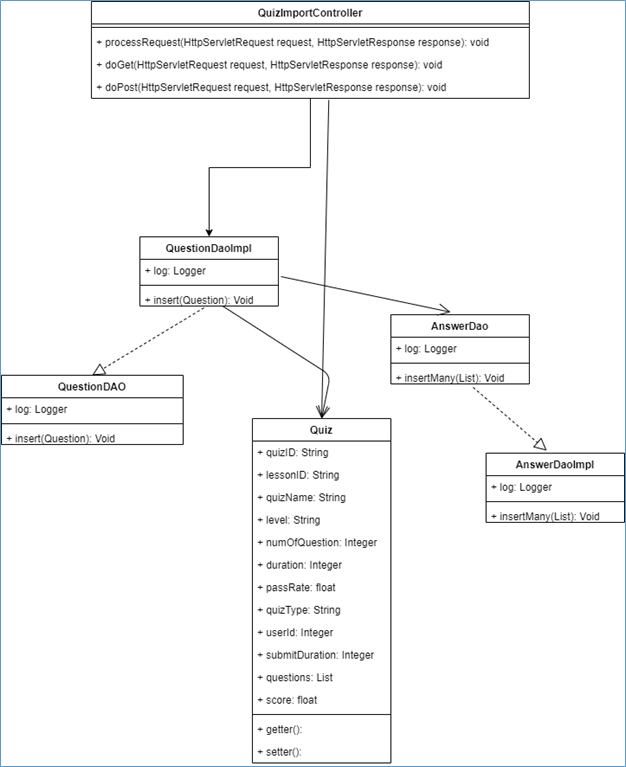 QuizImportController
+ processRequest(HttpServletRequest request, HttpServletResponse response): void
+ doGet(HttpServletRequest request, HttpServletResponse response): void
+ doPost(HttpServletRequest request, HttpServletResponse response): void
QuestionDaoImpl
+ log: Logger
+ insert(Question): Void
AnswerDao
+ log: Logger
+ insertMany(List): Void
QuestionDAO
+ log: Logger
+ insert(Question): Void
Quiz
+ quizID: String
+ lessonID: String
+ quizName: String
+ level: String
+ numOfQuestion: Integer
+ duration: Integer
+ passRate: float
+ quizType: String
+ userId: Integer
+ submitDuration: Integer
+ questions: List
+ score: float
+ getter():
+ setter():
AnswerDaoImpl
+ log: Logger
+ insertMany(List): Void